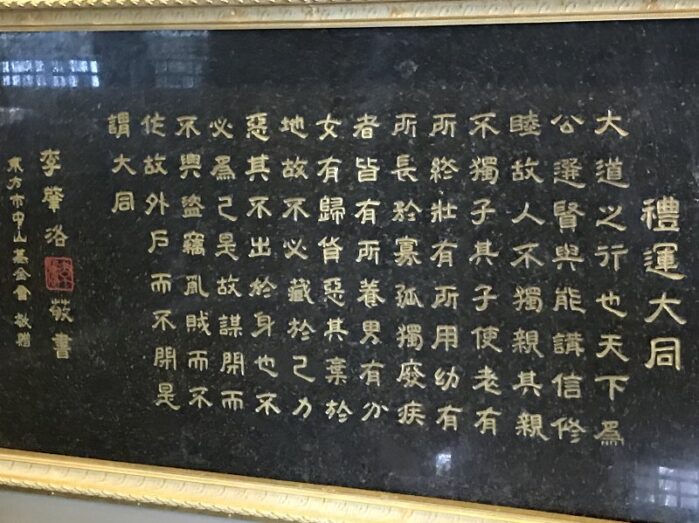 禮運大同
大道之行也天下為
公選賢與能講信修
睦故人不獨親其親
不獨子其子使老有
所終壯有所用幼有
所長於寡孤獨廢疾
者皆有所養男有分
女有歸貨惡其棄於
地故不必藏於己力
惡其不出於身也不
必為己是故謀閉而
不興盜竊亂賊而不
作故外戶而不閉是
謂大同
李肇洛 敬書
東方市中山基金會 敬贈